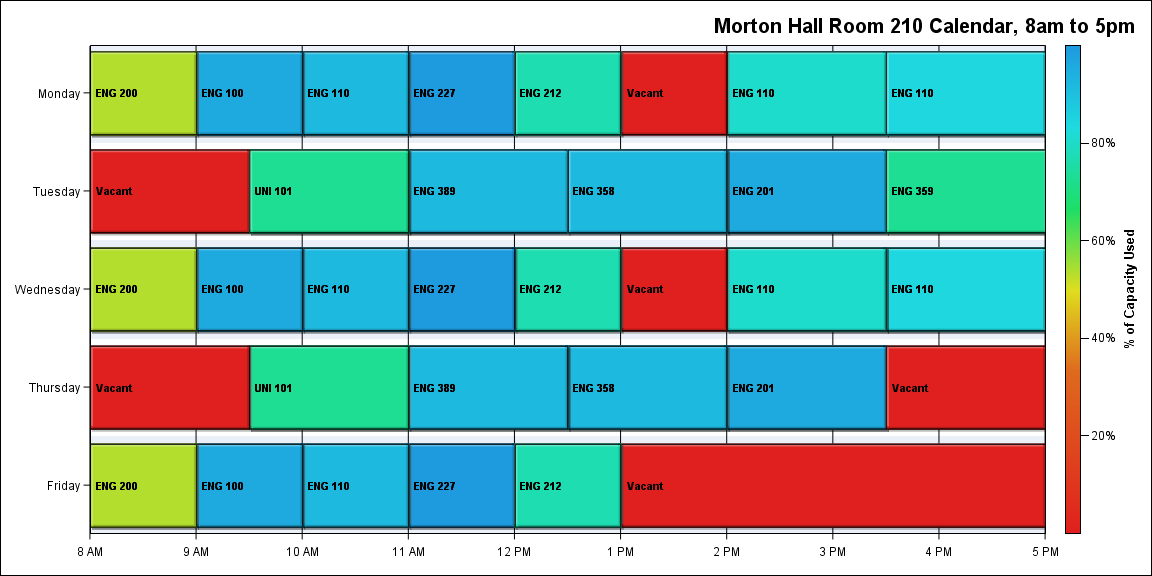 Morton Hall Room 210 Calendar, 8am to 5pm
Monday
ENG 200
ENG 100
ENG 110
ENG 227
ENG 212
Vacant
ENG 110
ENG 110
Tuesday
Vacant
UNI 101
ENG 389
ENG 358
ENG 201
ENG 359
Wednesday
ENG 200
ENG 100
ENG 110
ENG 227
ENG 212
Vacant
ENG 110
ENG 110
Thursday
Vacant
UNI 101
ENG 389
ENG 358
ENG 201
Vacant
Friday
ENG 200
ENG 100
ENG 110
ENG 227
ENG 212
Vacant
8 AM
9 AM
10 AM
11 AM
12 PM
1 PM
2 PM
3 PM
4 PM
5 PM
80%
60%
40%
20%
% of Capacity Used